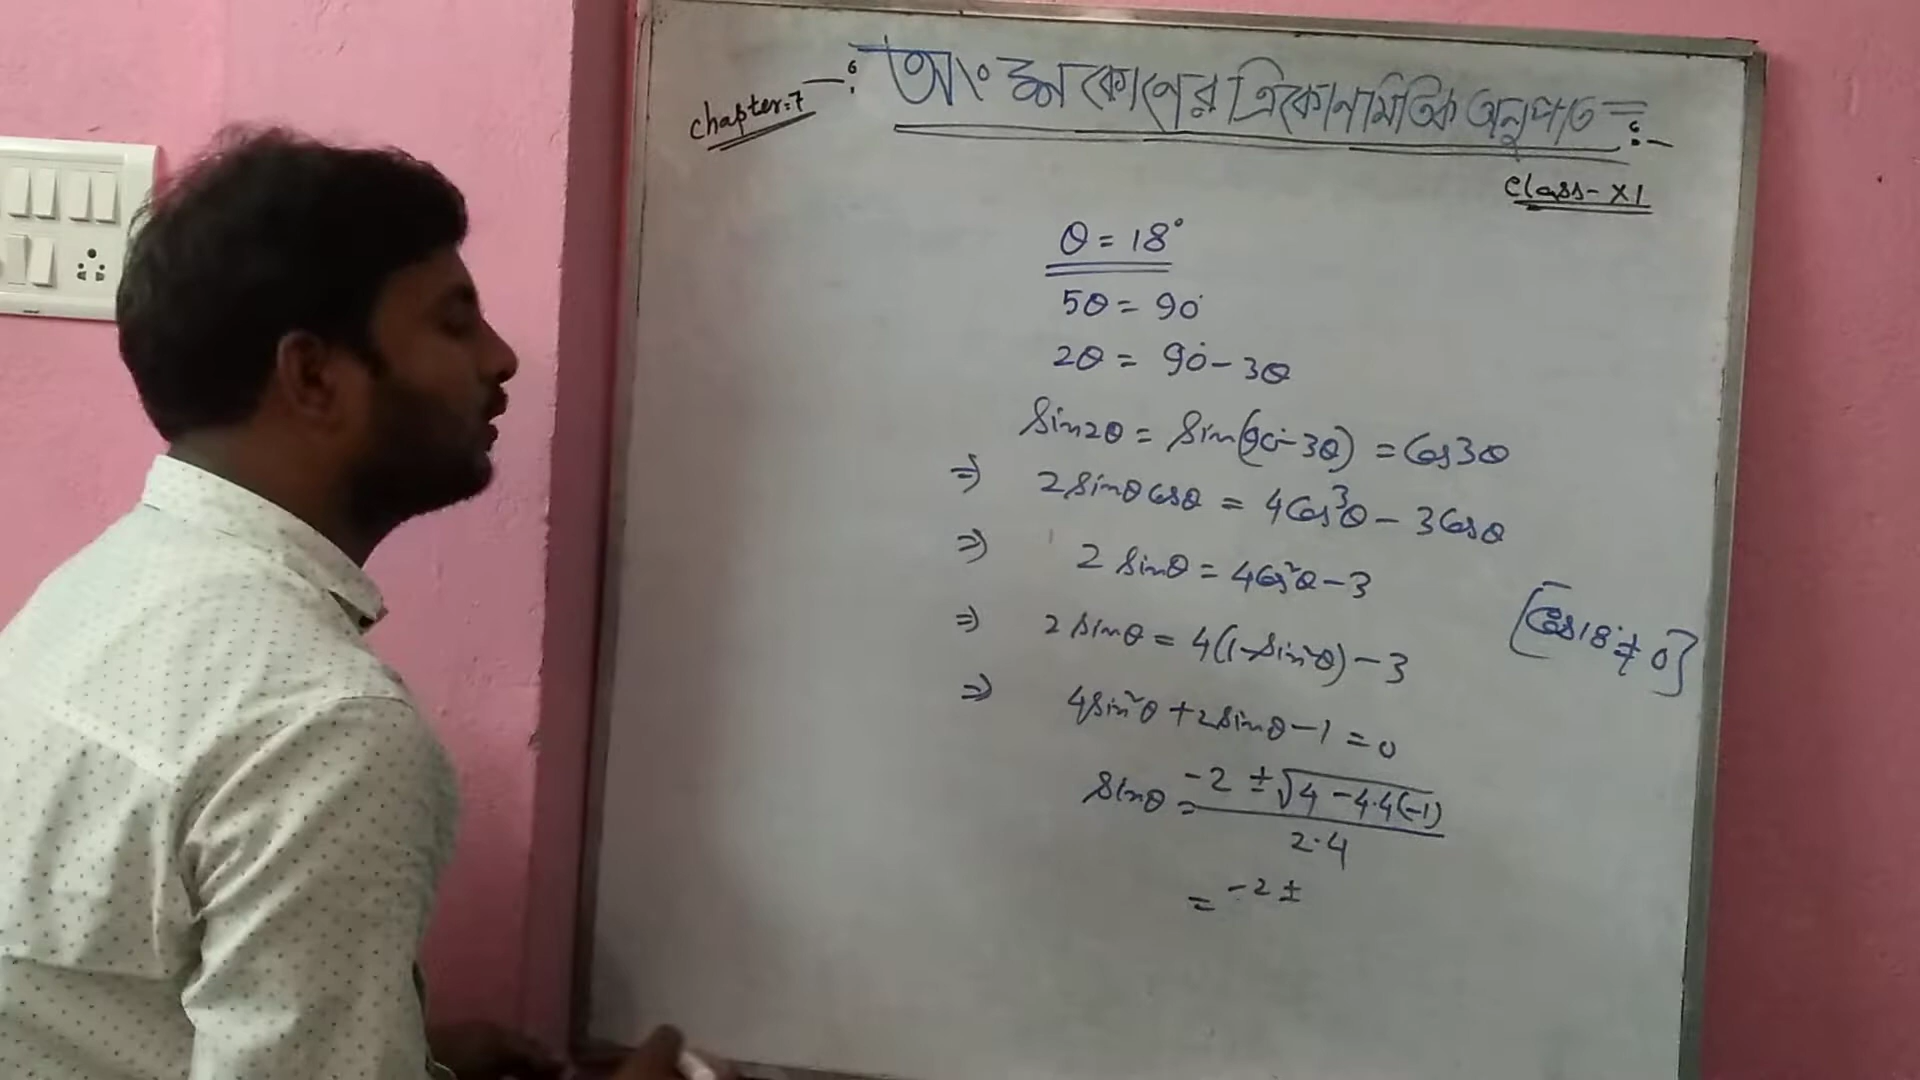 chapter:7 —: অংশ কোণের ত্রিকোণমিতিক অনুপাত :—
Class-XI
θ = 18°
5θ = 90°
2θ = 90° - 3θ
Sin2θ = Sin(90° - 3θ) = Cos3θ
⇒ 2 Sinθ Cosθ = 4Cos³θ - 3Cosθ
⇒ 2 Sinθ = 4Cos²θ - 3
[Cos18° ≠ 0]
⇒ 2 Sinθ = 4(1 - Sin²θ) - 3
⇒ 4Sin²θ + 2Sinθ - 1 = 0
Sinθ = (-2 ± √(4 - 4·4(-1))) / (2·4)
= -2 ±